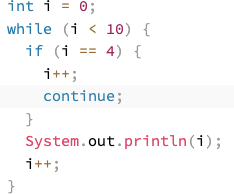 int i = 0;
while (i < 10) {
  if (i == 4) {
    i++;
    continue;
  }
  System.out.println(i);
  i++;
}